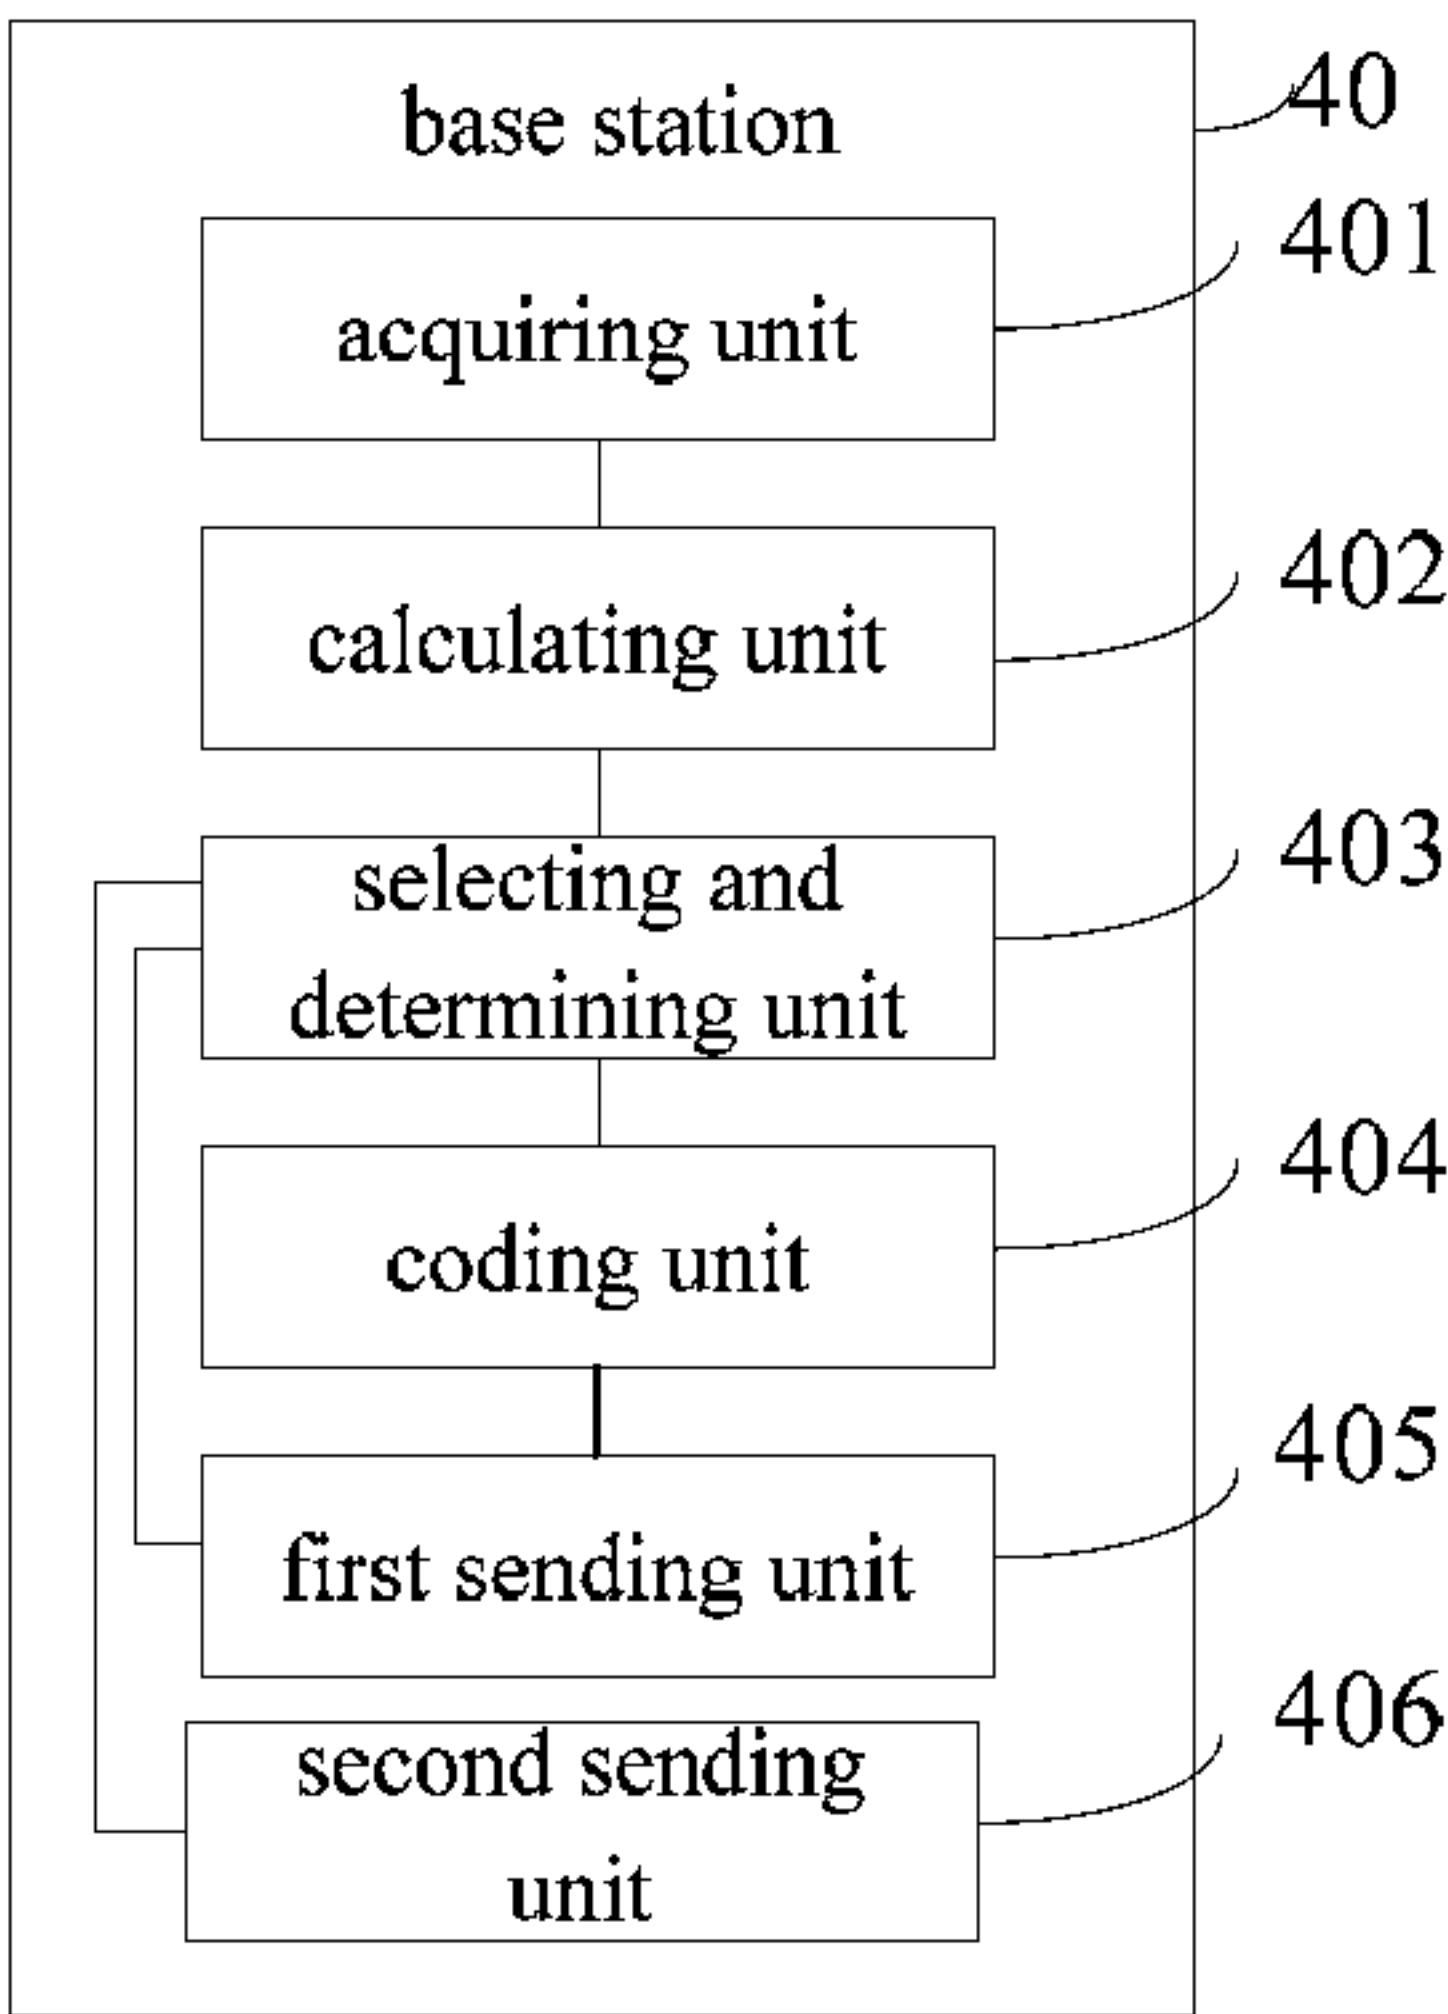 base station
40
acquiring unit
401
calculating unit
402
selecting and
determining unit
403
coding unit
404
first sending unit
405
second sending
unit
406